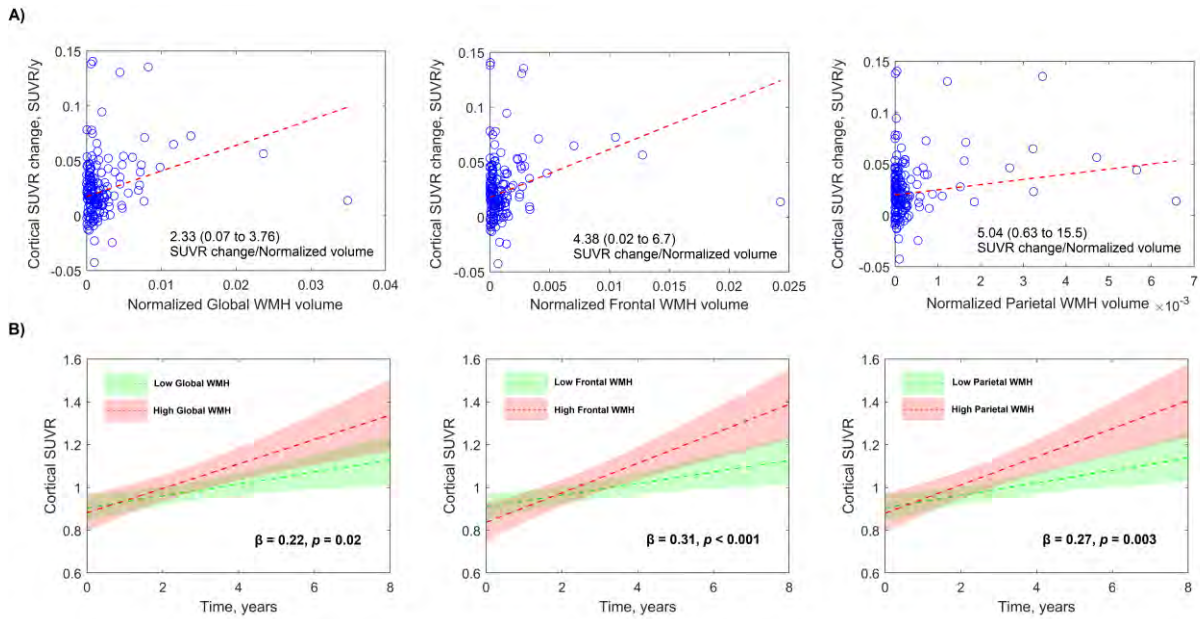 A)
Cortical SUVR change, SUVR/y
0.15
0.1
0.05
0
-0.05
2.33 (0.07 to 3.76)
SUVR change/Normalized volume
0
0.01
0.02
0.03
0.04
Normalized Global WMH volume
Cortical SUVR change, SUVR/y
0.15
0.1
0.05
0
-0.05
4.38 (0.02 to 6.7)
SUVR change/Normalized volume
0
0.005
0.01
0.015
0.02
0.025
Normalized Frontal WMH volume
Cortical SUVR change, SUVR/y
0.15
0.1
0.05
0
-0.05
5.04 (0.63 to 15.5)
SUVR change/Normalized volume
0
1
2
3
4
5
6
7
Normalized Parietal WMH volume ×10⁻³
B)
Cortical SUVR
1.6
1.4
1.2
1
0.8
0.6
Low Global WMH
High Global WMH
β = 0.22, p = 0.02
0
2
4
6
8
Time, years
Cortical SUVR
1.6
1.4
1.2
1
0.8
0.6
Low Frontal WMH
High Frontal WMH
β = 0.31, p < 0.001
0
2
4
6
8
Time, years
Cortical SUVR
1.6
1.4
1.2
1
0.8
0.6
Low Parietal WMH
High Parietal WMH
β = 0.27, p = 0.003
0
2
4
6
8
Time, years